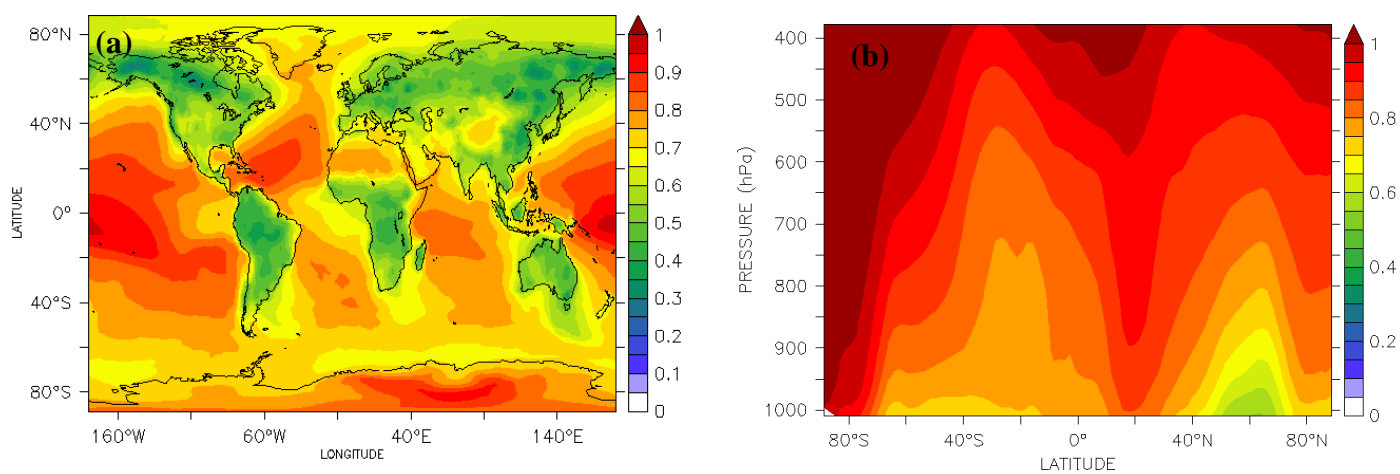 (a)
80°N
40°N
0°
40°S
80°S
LATITUDE
160°W 60°W 40°E 140°E
LONGITUDE
1
0.9
0.8
0.7
0.6
0.5
0.4
0.3
0.2
0.1
0
(b)
400
500
600
700
800
900
1000
PRESSURE (hPa)
80°S 40°S 0° 40°N 80°N
LATITUDE
1
0.8
0.6
0.4
0.2
0